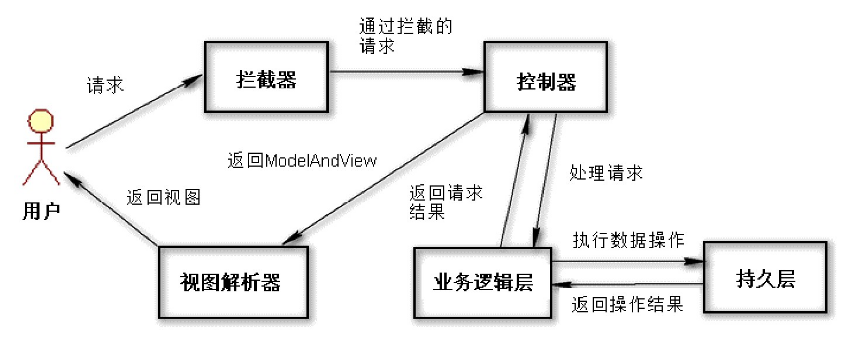 通过拦截的
请求
请求
拦截器
控制器
返回ModelAndView
处理请求
返回视图
返回请求
结果
用户
执行数据操作
视图解析器
业务逻辑层
持久层
返回操作结果